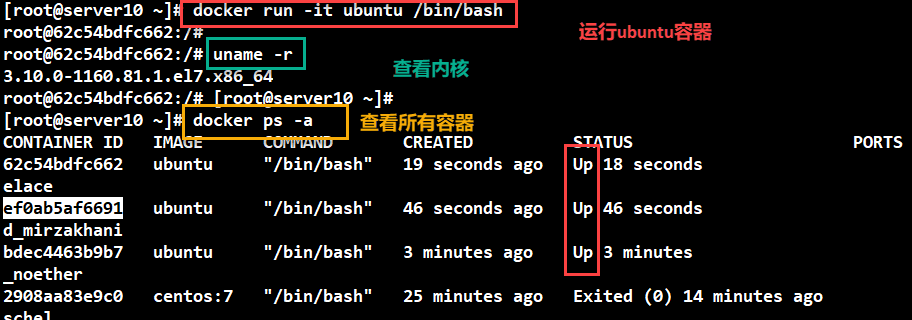 [root@server10 ~]# docker run -it ubuntu /bin/bash
root@62c54bdfc662:/#
运行ubuntu容器
root@62c54bdfc662:/# uname -r
3.10.0-1160.81.1.el7.x86_64
查看内核
root@62c54bdfc662:/# [root@server10 ~]#
[root@server10 ~]# docker ps -a 查看所有容器
CONTAINER ID IMAGE COMMAND CREATED STATUS PORTS
62c54bdfc662 ubuntu "/bin/bash" 19 seconds ago Up 18 seconds
elace
ef0ab5af6691 ubuntu "/bin/bash" 46 seconds ago Up 46 seconds
d_mirzakhani
bdec4463b9b7 ubuntu "/bin/bash" 3 minutes ago Up 3 minutes
_noether
2908aa83e9c0 centos:7 "/bin/bash" 25 minutes ago Exited (0) 14 minutes ago
schel